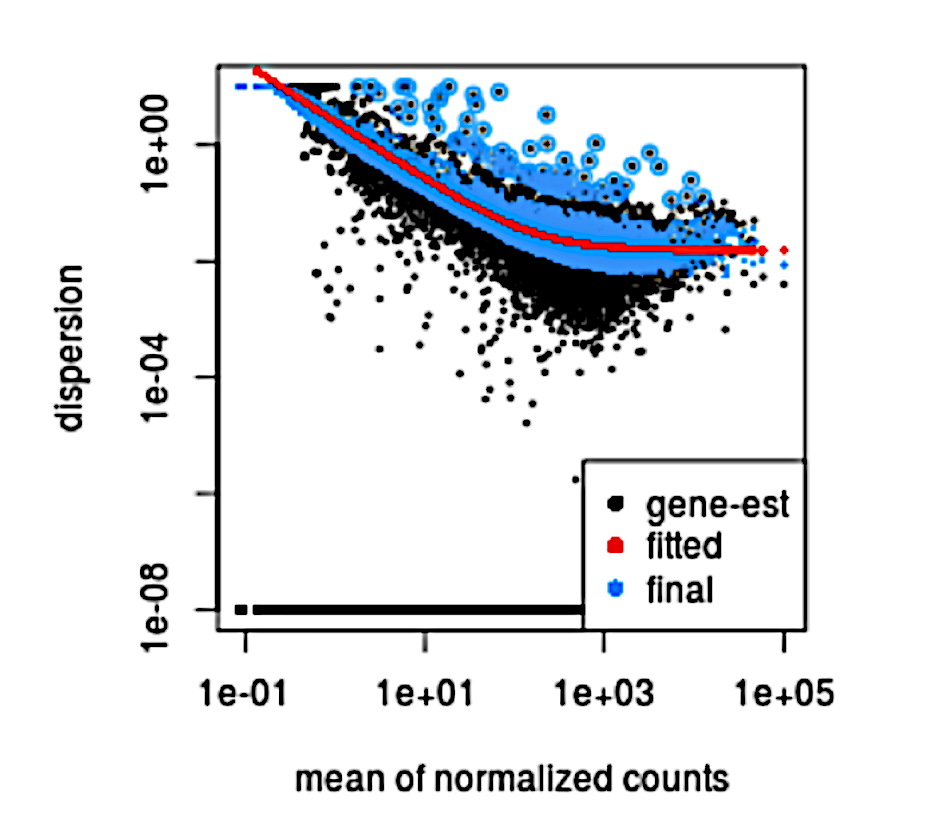 1e+00
1e-04
1e-08
dispersion
gene-est
fitted
final
1e-01 1e+01 1e+03 1e+05
mean of normalized counts